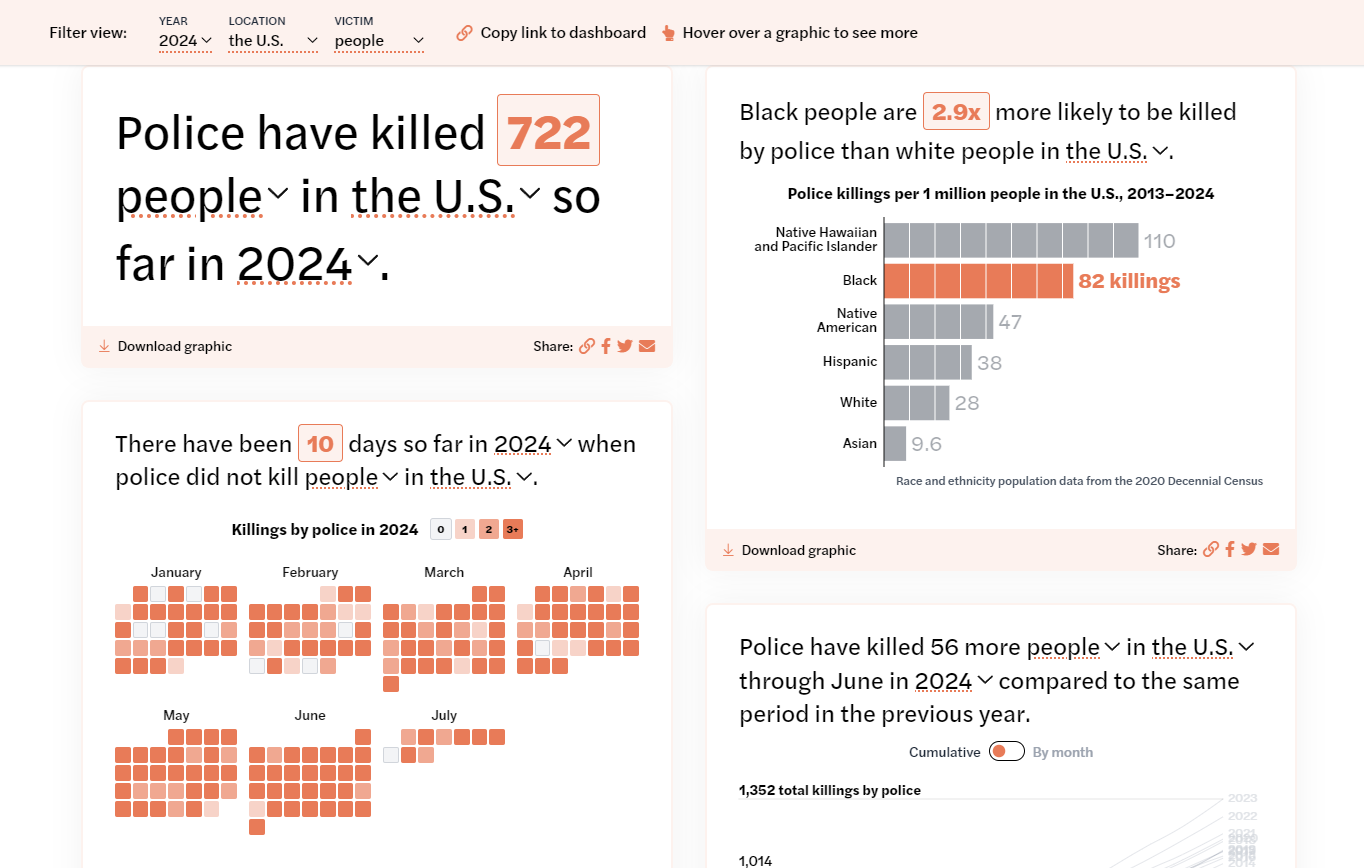 Filter view:
YEAR
2024
LOCATION
the U.S.
VICTIM
people
Copy link to dashboard
Hover over a graphic to see more
Police have killed 722
people in the U.S. so
far in 2024.
Download graphic
Share:
There have been 10 days so far in 2024 when
police did not kill people in the U.S.
Killings by police in 2024
0 1 2 3+
January February March April
May June July
Black people are 2.9x more likely to be killed
by police than white people in the U.S.
Police killings per 1 million people in the U.S., 2013–2024
Native Hawaiian
and Pacific Islander
110
Black
82 killings
Native
American
47
Hispanic
38
White
28
Asian
9.6
Race and ethnicity population data from the 2020 Decennial Census
Download graphic
Share:
Police have killed 56 more people in the U.S.
through June in 2024 compared to the same
period in the previous year.
Cumulative By month
1,352 total killings by police
2023
2022
2021
1,014